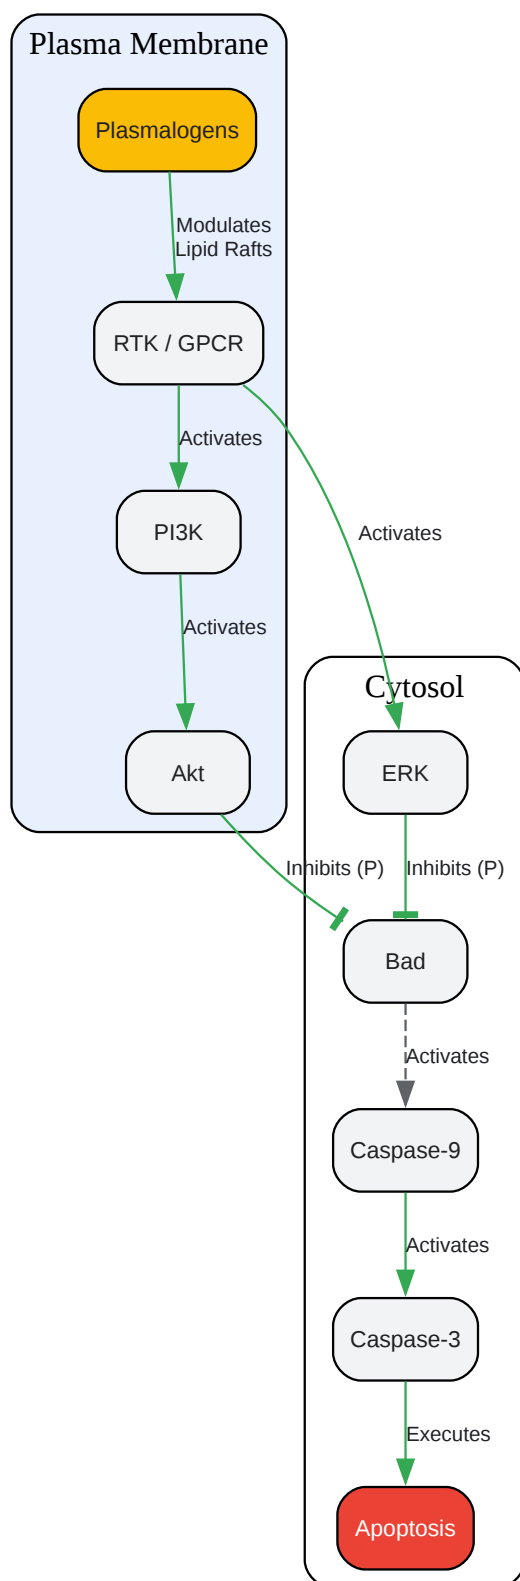 Plasma Membrane
Plasmalogens
Modulates
Lipid Rafts
RTK / GPCR
Activates
PI3K
Activates
Activates
Akt
Cytosol
ERK
Inhibits (P)
Inhibits (P)
Bad
Activates
Caspase-9
Activates
Caspase-3
Executes
Apoptosis